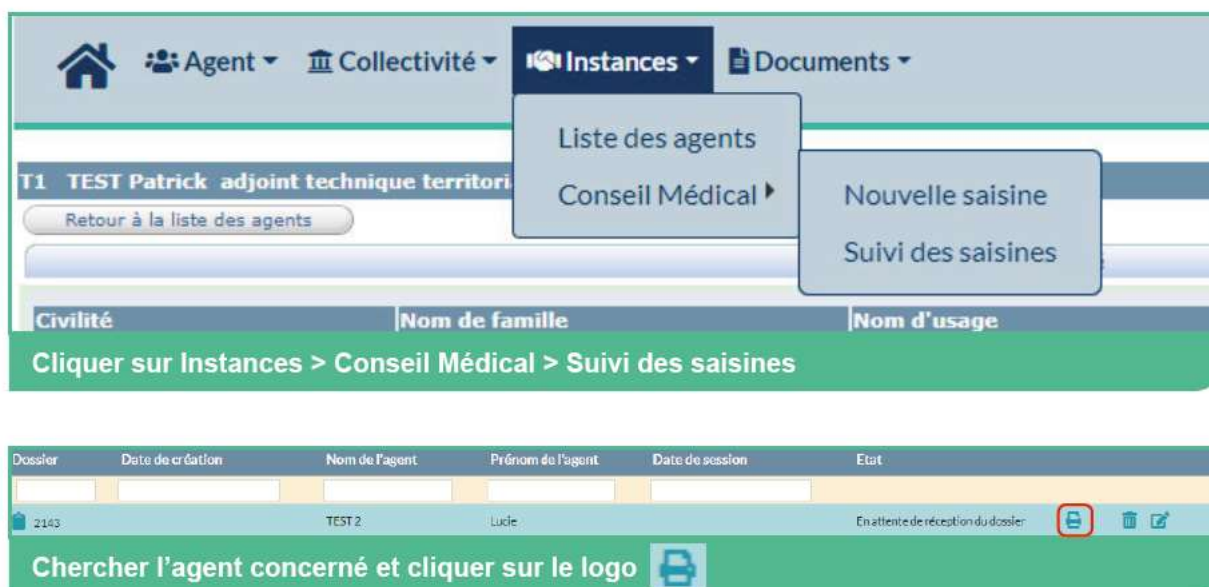 Agent Collectivité Instances Documents
Liste des agents
T1 TEST Patrick adjoint technique territori
Conseil Médical Nouvelle saisine
Retour à la liste des agents
Suivi des saisines
Civilité Nom de famille Nom d'usage
Cliquer sur Instances > Conseil Médical > Suivi des saisines
Dossier Date de création Nom de l'agent Prénom de l'agent Date de session Etat
2143 TEST 2 Lucie En attente de réception du dossier
Chercher l’agent concerné et cliquer sur le logo